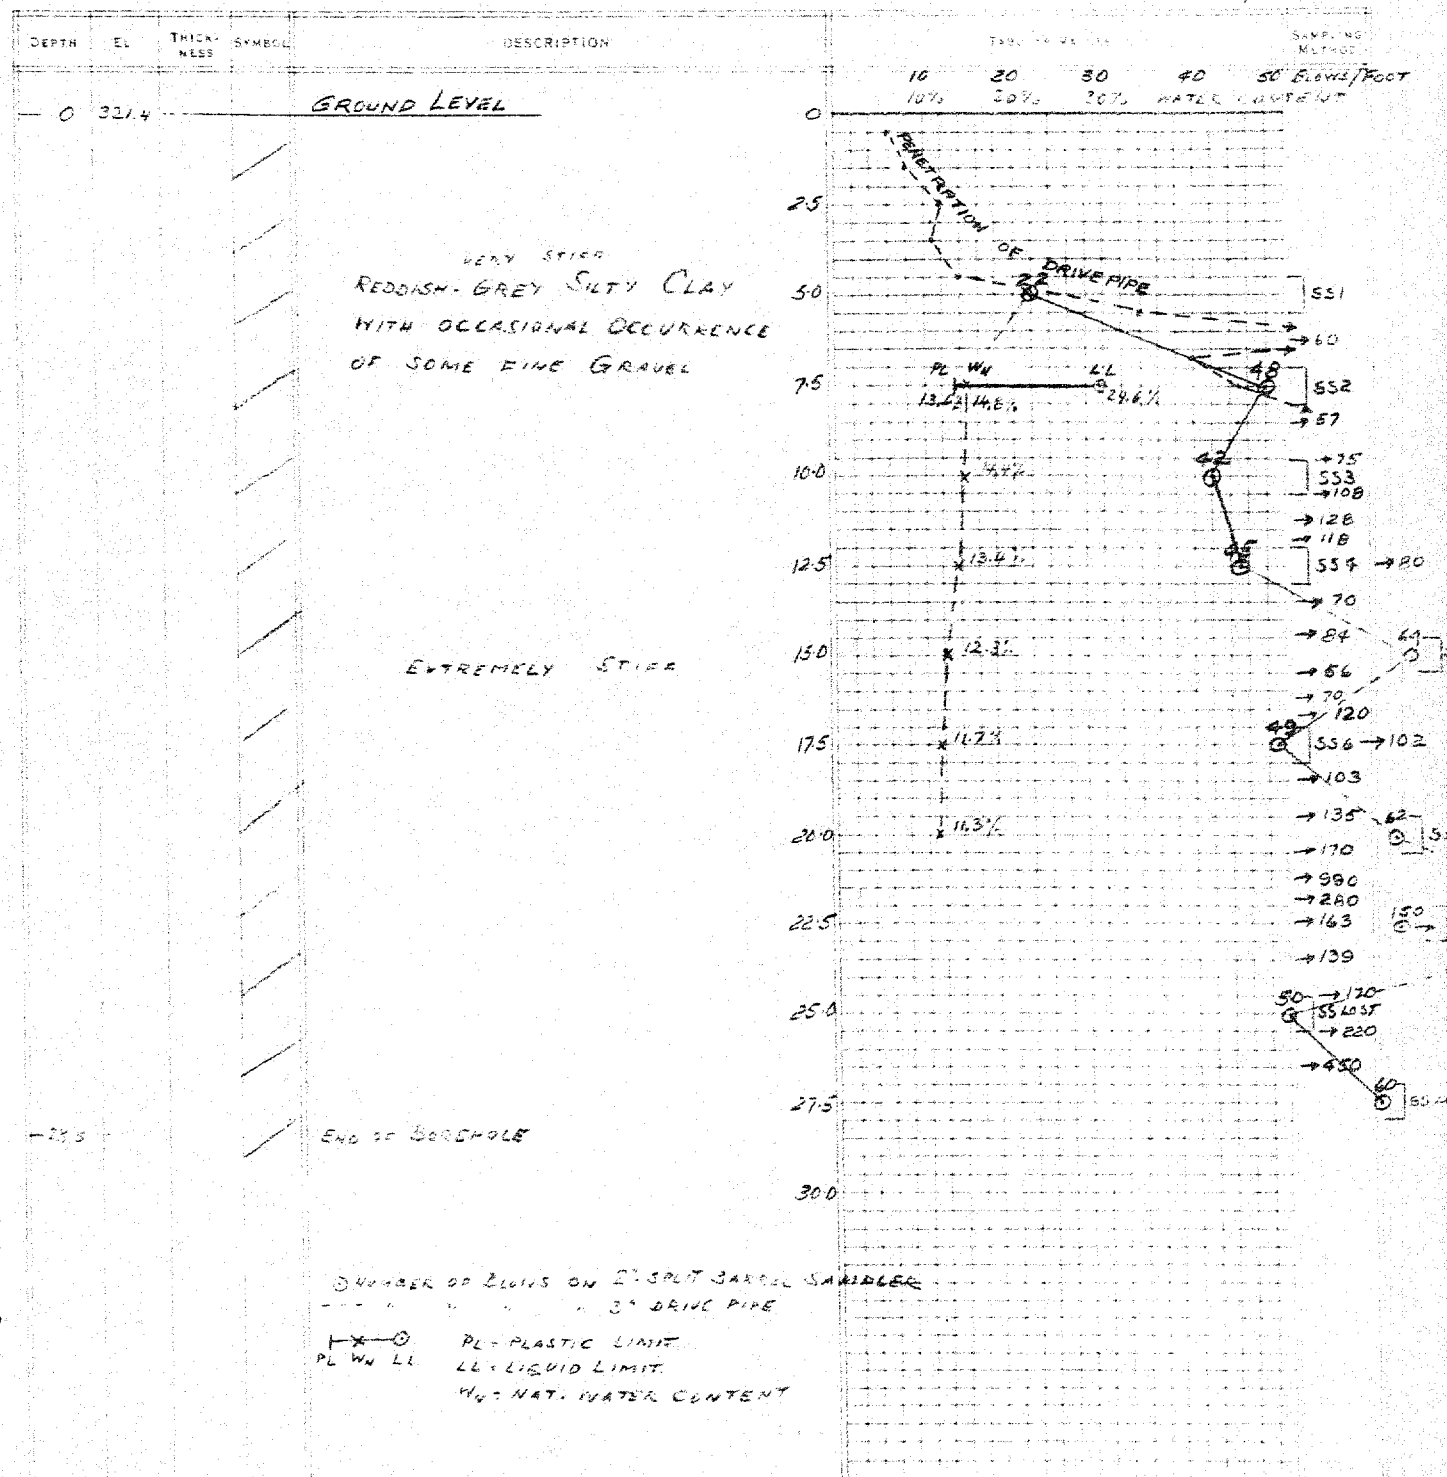 DEPTH EL THICK- NESS SYMBOL DESCRIPTION SAMPLING METHOD
10 20 30 40 50 BLOWS/FOOT
10% 20% 30% WATER CONTENT
0 321.4 GROUND LEVEL 0
PENETRATION OF DRIVEPIPE
2.5
VERY STIFF
REDDISH-GREY SILTY CLAY
WITH OCCASIONAL OCCURRENCE
OF SOME FINE GRAVEL
5.0 22 SS1
→60
PL WN LL 48
7.5 14.8% 29.6% SS2
→57
→75
10.0 14.4% 42 SS3
→108
→128
→118
12.5 13.4% SS4 →80
→70
→84 64
15.0 12.3%
EXTREMELY STIFF
→56
→70
→120
17.5 11.7% 49 SS6 →102
→103
→135 62
20.0 11.3%
→170
→990
→280
22.5 →163 150
→139
50 →120
25.0 SS LOST
→220
→450
60
27.5
END OF BOREHOLE
30.0
⊙ NUMBER OF BLOWS ON 2" SPLIT BARREL SAMPLER
--- " " " " DRIVE PIPE
PL WN LL
PL - PLASTIC LIMIT
LL - LIQUID LIMIT
WN - NAT. WATER CONTENT